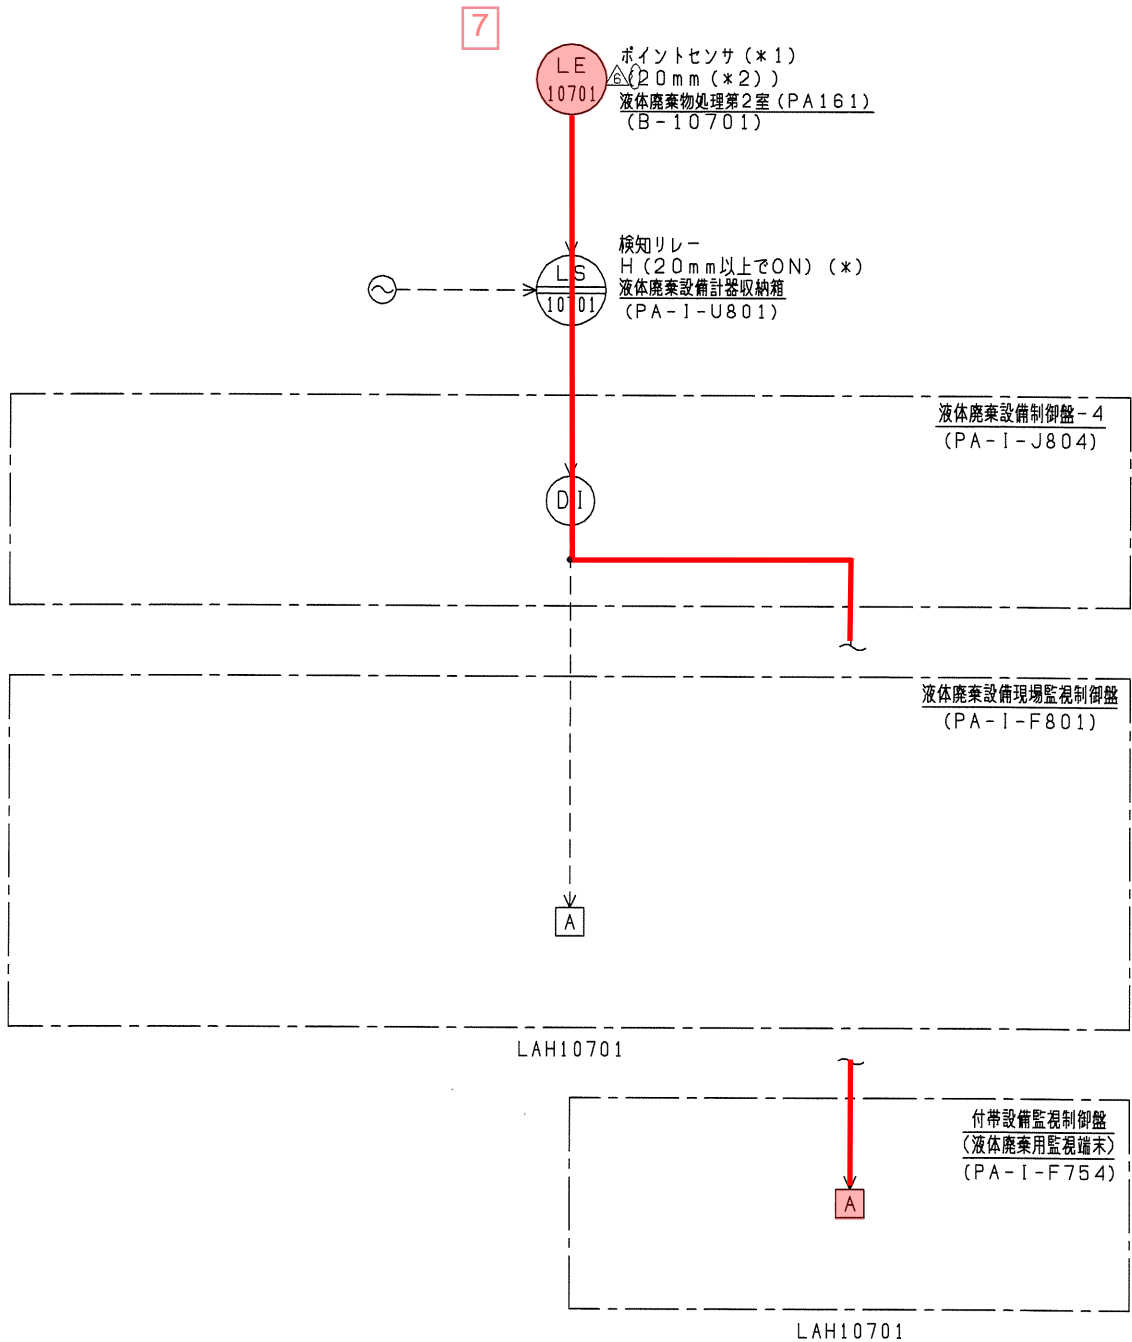 7
LE
10701
ポイントセンサ(*1)
6
(20mm(*2))
液体廃棄物処理第2室(PA161)
(B-10701)
検知リレー
H(20mm以上でON)(*)
液体廃棄設備計器収納箱
(PA-I-U801)
LS
10701
液体廃棄設備制御盤-4
(PA-I-J804)
DI
液体廃棄設備現場監視制御盤
(PA-I-F801)
A
LAH10701
付帯設備監視制御盤
(液体廃棄用監視端末)
(PA-I-F754)
A
LAH10701